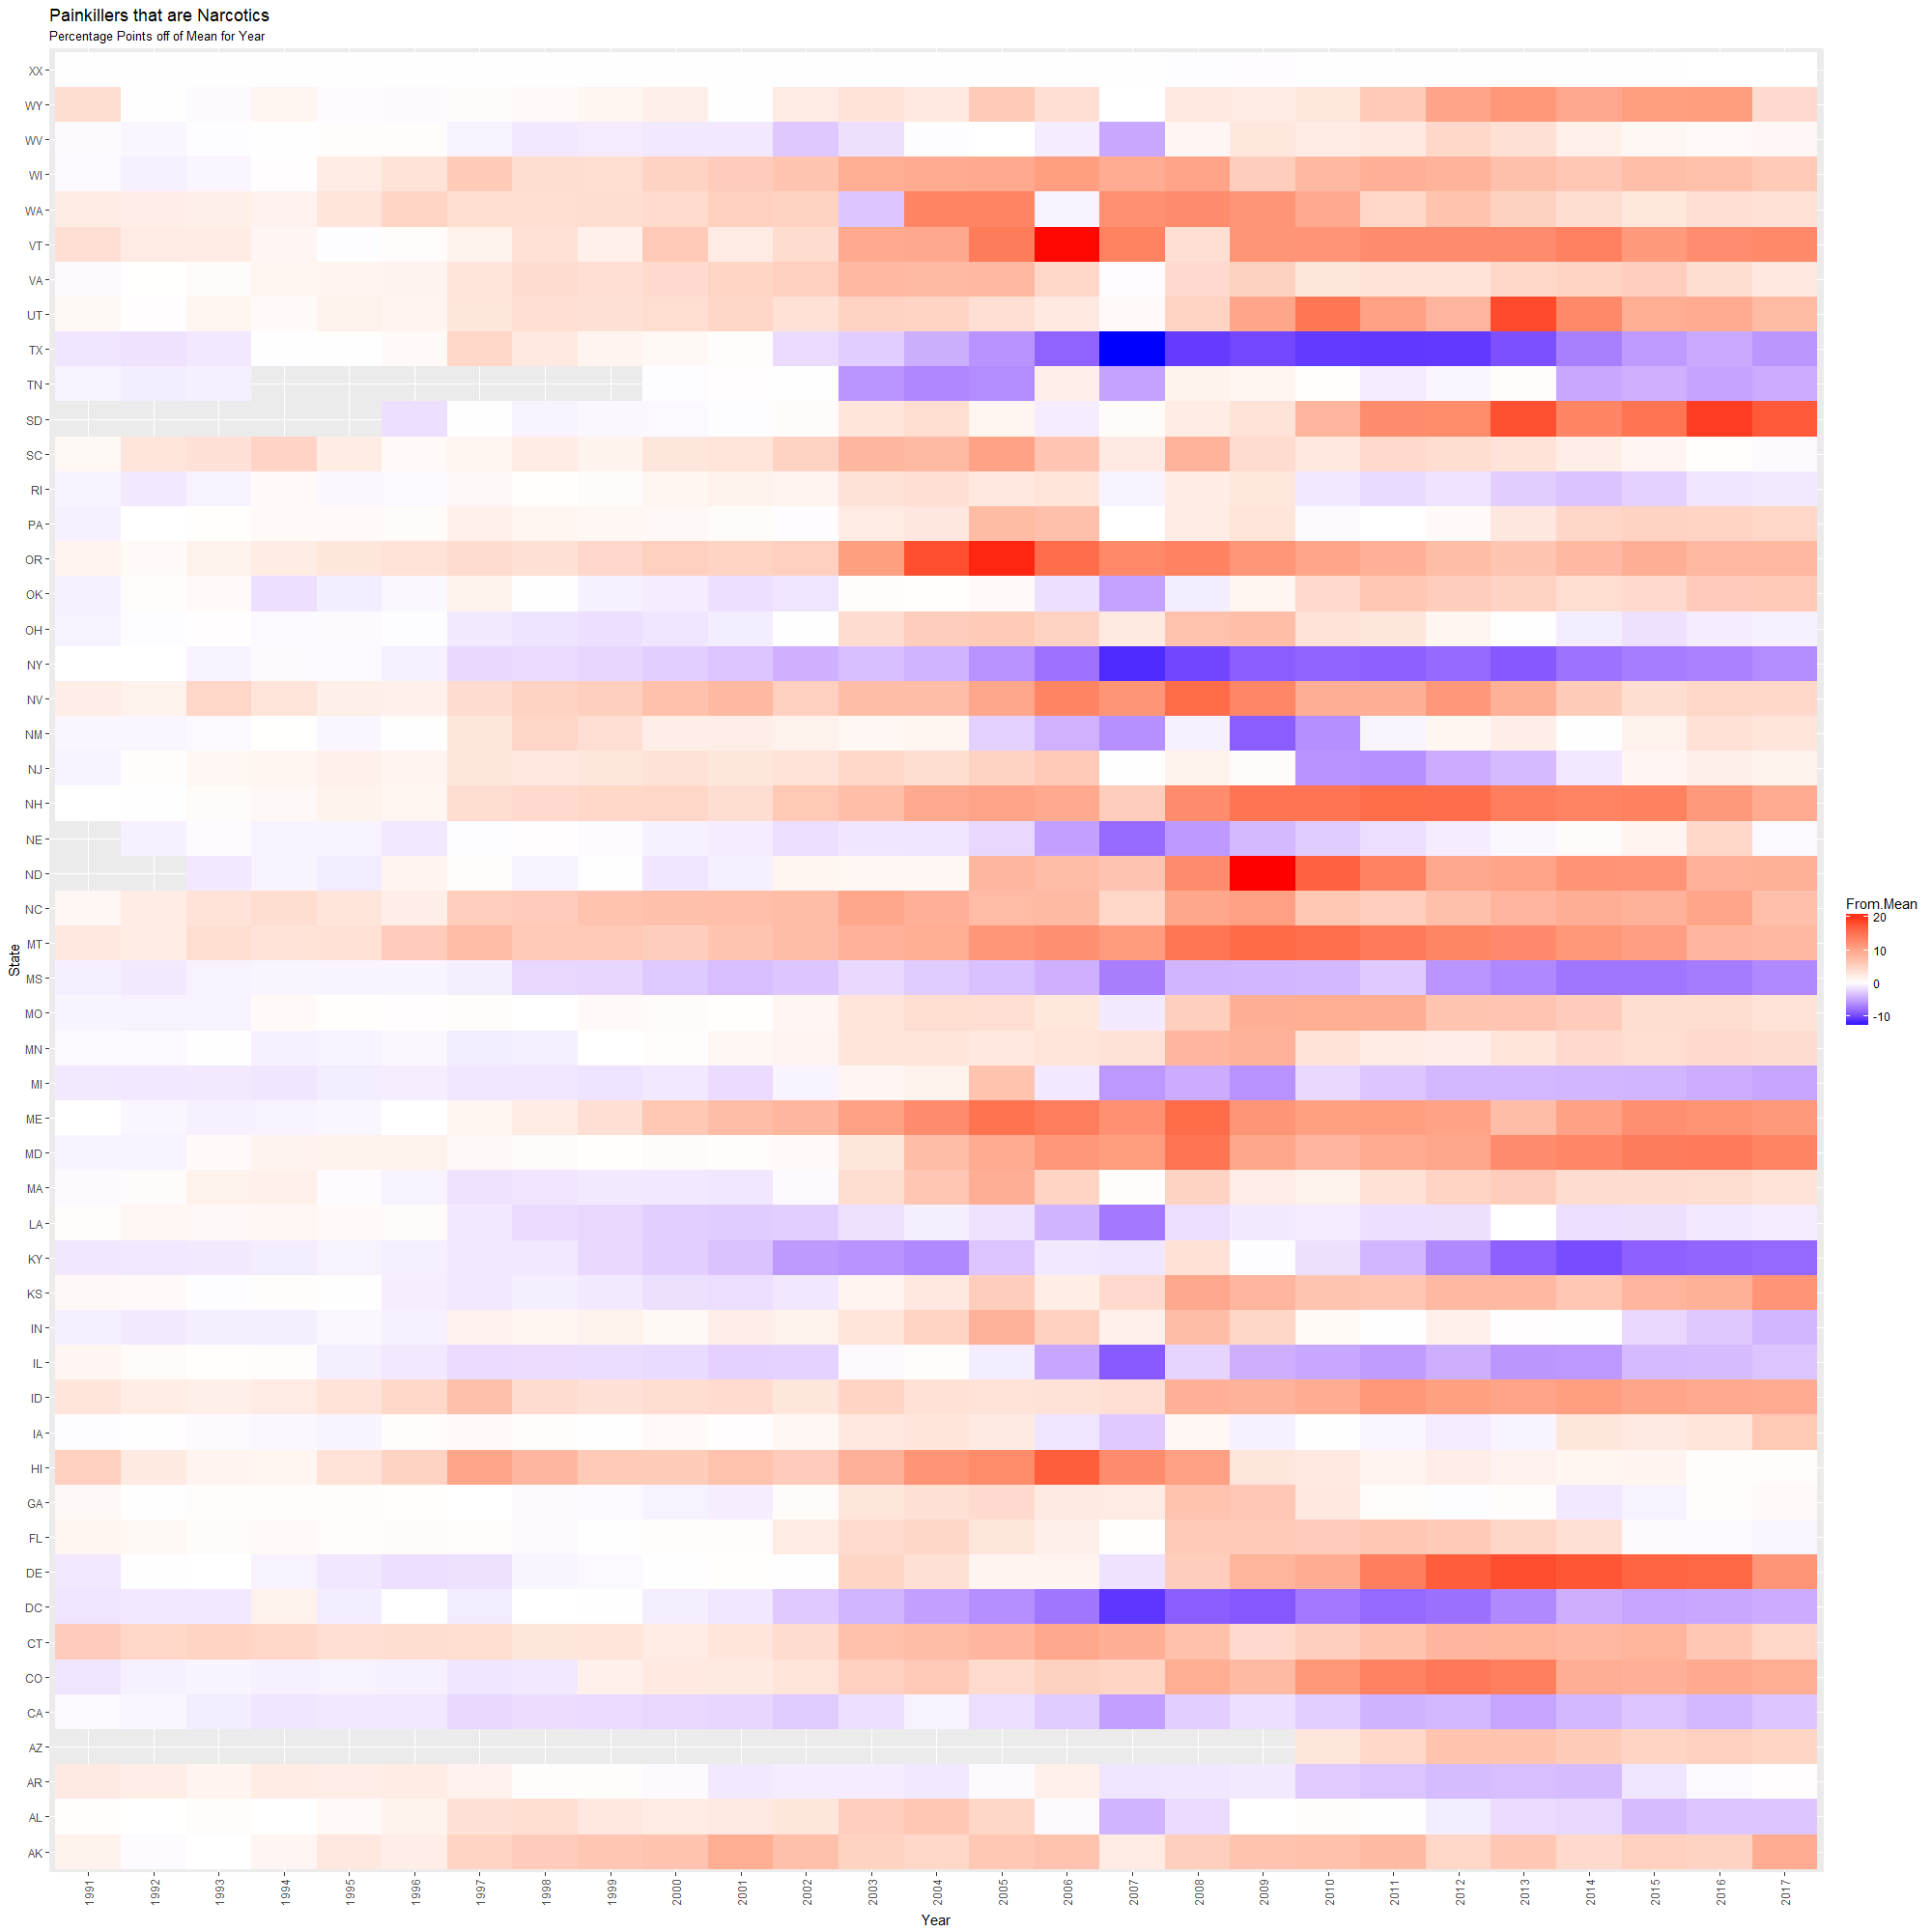 Painkillers that are Narcotics
Percentage Points off of Mean for Year
XX
WY
WV
WI
WA
VT
VA
UT
TX
TN
SD
SC
RI
PA
OR
OK
OH
NY
NV
NM
NJ
NH
NE
ND
NC
MT
MS
MO
MN
MI
ME
MD
MA
LA
KY
KS
IN
IL
ID
IA
HI
GA
FL
DE
DC
CT
CO
CA
AZ
AR
AL
AK
State
1991 1992 1993 1994 1995 1996 1997 1998 1999 2000 2001 2002 2003 2004 2005 2006 2007 2008 2009 2010 2011 2012 2013 2014 2015 2016 2017
Year
From.Mean
20
10
0
-10